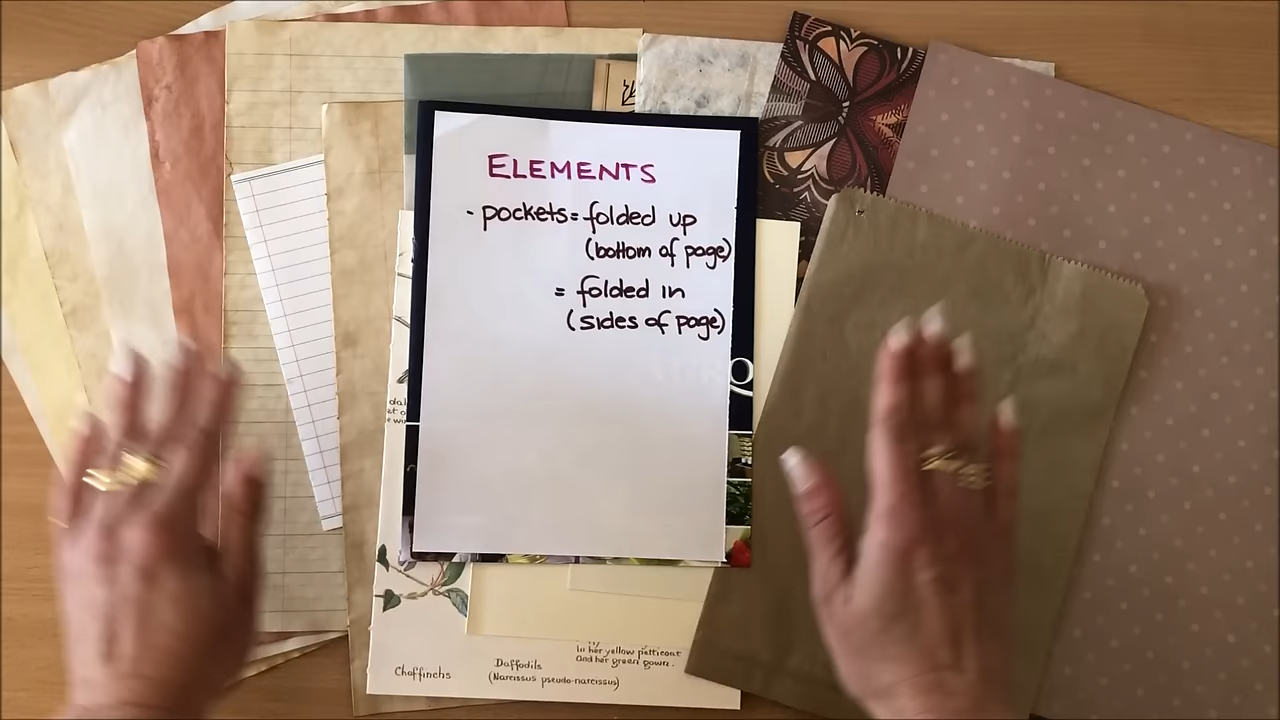 ELEMENTS
- pockets = folded up
(bottom of page)
= folded in
(sides of page)
In her yellow petticoat
And her green gown.
Daffodils
(Narcissus pseudo-narcissus)
Chaffinchs